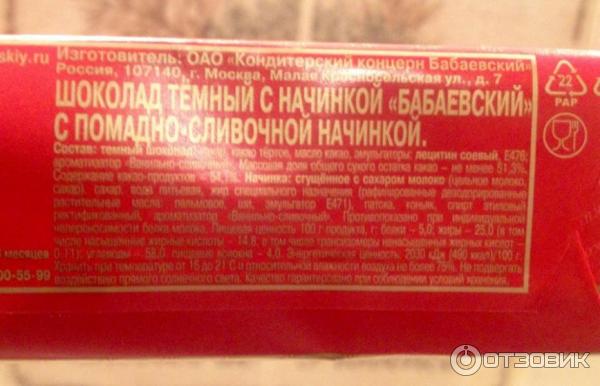 skiy.ru
Изготовитель: ОАО «Кондитерский концерн Бабаевский»
Россия, 107140, г. Москва, Малая Красносельская ул., д. 7
ШОКОЛАД ТЕМНЫЙ С НАЧИНКОЙ «БАБАЕВСКИЙ»
С ПОМАДНО-СЛИВОЧНОЙ НАЧИНКОЙ.
Состав: темный шоколад: какао тёртое, масло какао, эмульгаторы: лецитин соевый, Е476;
ароматизатор «Ванильно-сливочный». Массовая доля общего сухого остатка какао – не менее 51,3%.
Содержание какао-продуктов – 54,1%. Начинка: сгущённое с сахаром молоко (цельное молоко,
сахар), сахар, вода питьевая, жир специального назначения (рафинированные дезодорированные
растительные масла: пальмовое, ши, эмульгатор Е471), патока, коньяк, спирт этиловый
ректификованный, ароматизатор «Ванильно-сливочный». Противопоказано при индивидуальной
непереносимости белка молока. Пищевая ценность 100 г продукта, г: белки – 5,0, жиры – 25,0 (в том
числе насыщенные жирные кислоты – 14,8, в том числе трансизомеры ненасыщенных жирных кислот –
0,11); углеводы – 58,0, пищевые волокна – 4,0. Энергетическая ценность: 2030 кДж (490 ккал)/100 г.
Хранить при температуре от 15 до 21°С и относительной влажности воздуха не более 75%. Не подвергать
воздействию прямого солнечного света. Качество гарантировано при соблюдении условий хранения.
месяцев
00-55-99
22
PAP
ОТЗОВИК